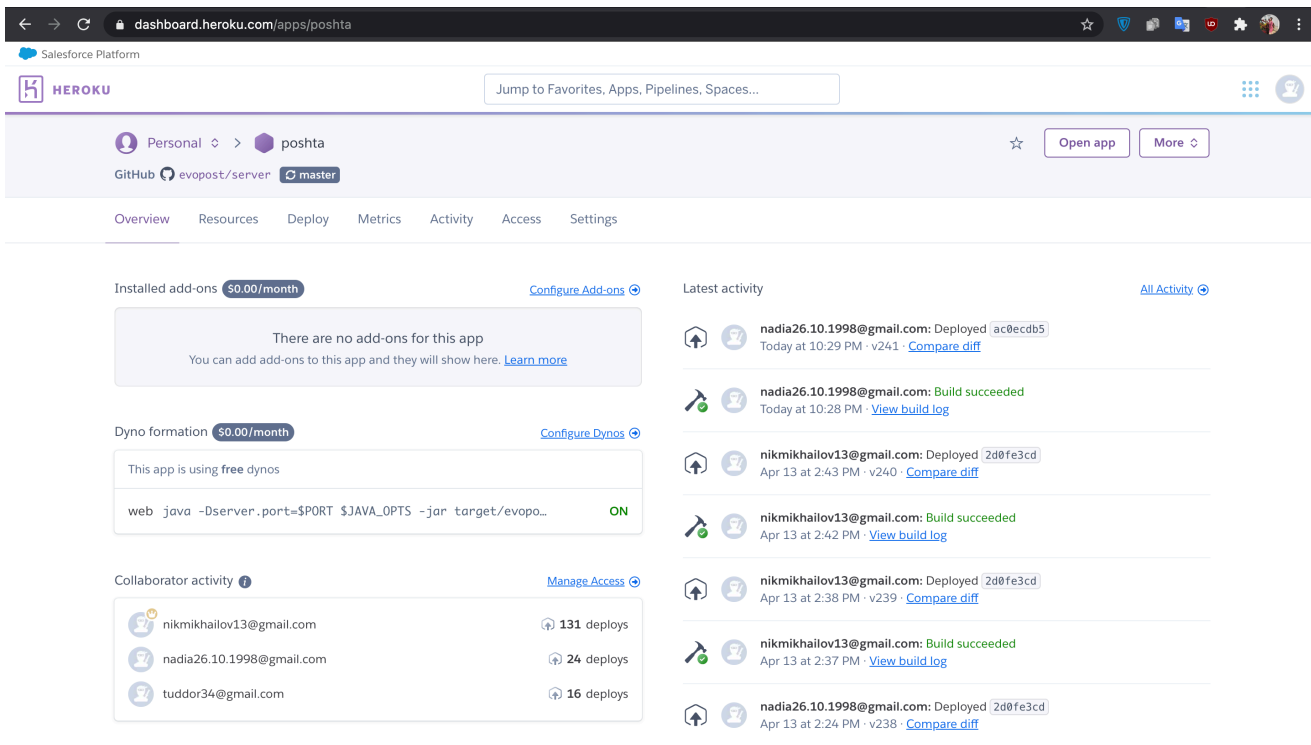 dashboard.heroku.com/apps/poshta
Salesforce Platform
HEROKU
Jump to Favorites, Apps, Pipelines, Spaces...
Personal > poshta
Open app
More
GitHub evopost/server master
Overview Resources Deploy Metrics Activity Access Settings
Installed add-ons $0.00/month
Configure Add-ons
There are no add-ons for this app
You can add add-ons to this app and they will show here. Learn more
Dyno formation $0.00/month
Configure Dynos
This app is using free dynos
web java -Dserver.port=$PORT $JAVA_OPTS -jar target/evopo… ON
Collaborator activity
Manage Access
nikmikhailov13@gmail.com 131 deploys
nadia26.10.1998@gmail.com 24 deploys
tuddor34@gmail.com 16 deploys
Latest activity
All Activity
nadia26.10.1998@gmail.com: Deployed ac0ecdb5
Today at 10:29 PM · v241 · Compare diff
nadia26.10.1998@gmail.com: Build succeeded
Today at 10:28 PM · View build log
nikmikhailov13@gmail.com: Deployed 2d0fe3cd
Apr 13 at 2:43 PM · v240 · Compare diff
nikmikhailov13@gmail.com: Build succeeded
Apr 13 at 2:42 PM · View build log
nikmikhailov13@gmail.com: Deployed 2d0fe3cd
Apr 13 at 2:38 PM · v239 · Compare diff
nikmikhailov13@gmail.com: Build succeeded
Apr 13 at 2:37 PM · View build log
nadia26.10.1998@gmail.com: Deployed 2d0fe3cd
Apr 13 at 2:24 PM · v238 · Compare diff